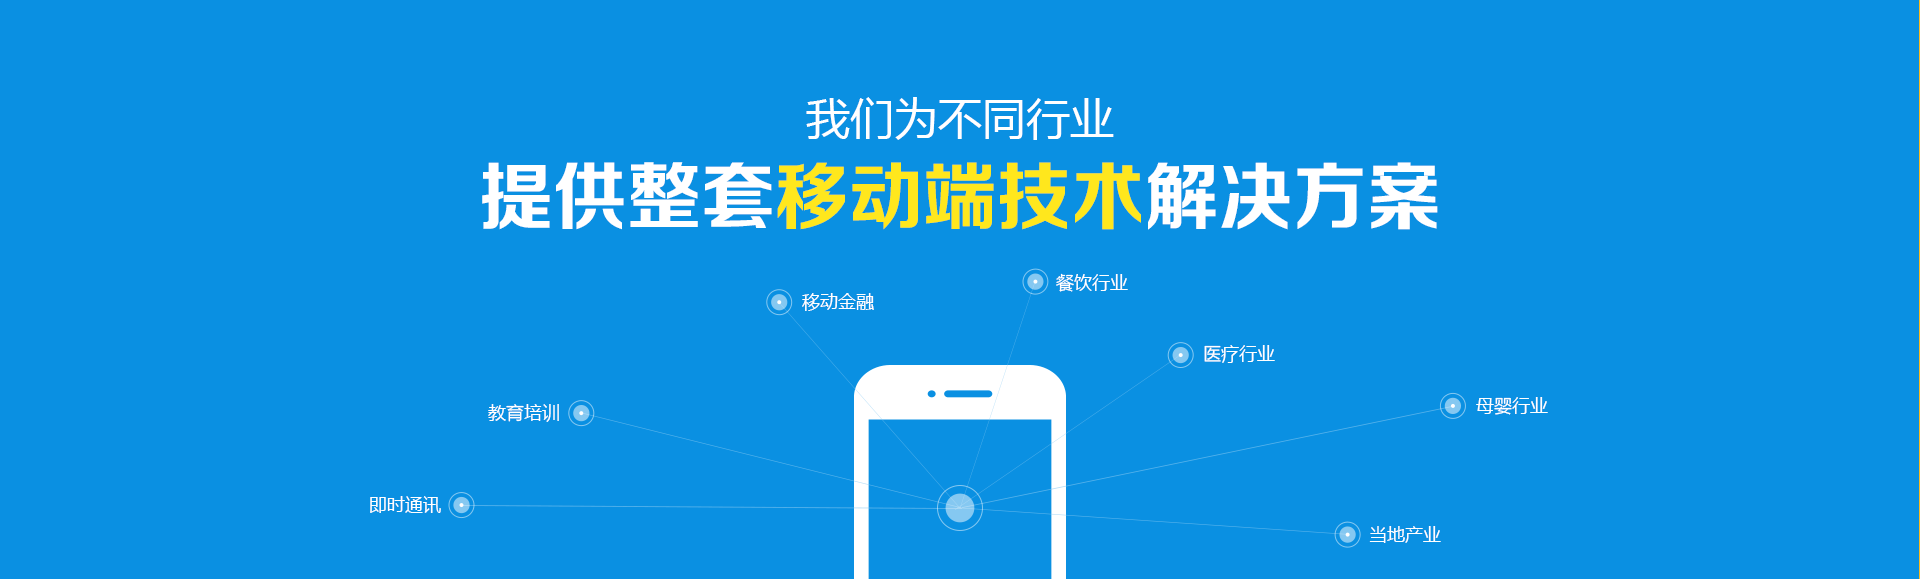 我们为不同行业
提供整套移动端技术解决方案
餐饮行业
移动金融
医疗行业
母婴行业
教育培训
即时通讯
当地产业